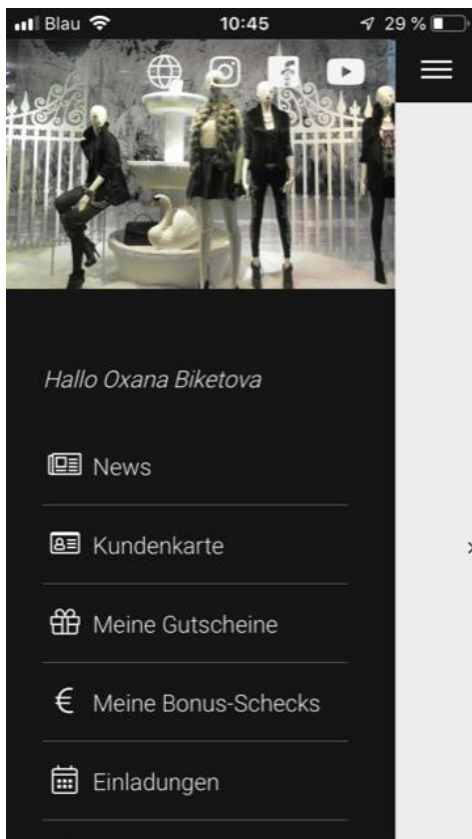 Blau 10:45 29 %
Hallo Oxana Biketova
News
Kundenkarte
Meine Gutscheine
Meine Bonus-Schecks
Einladungen